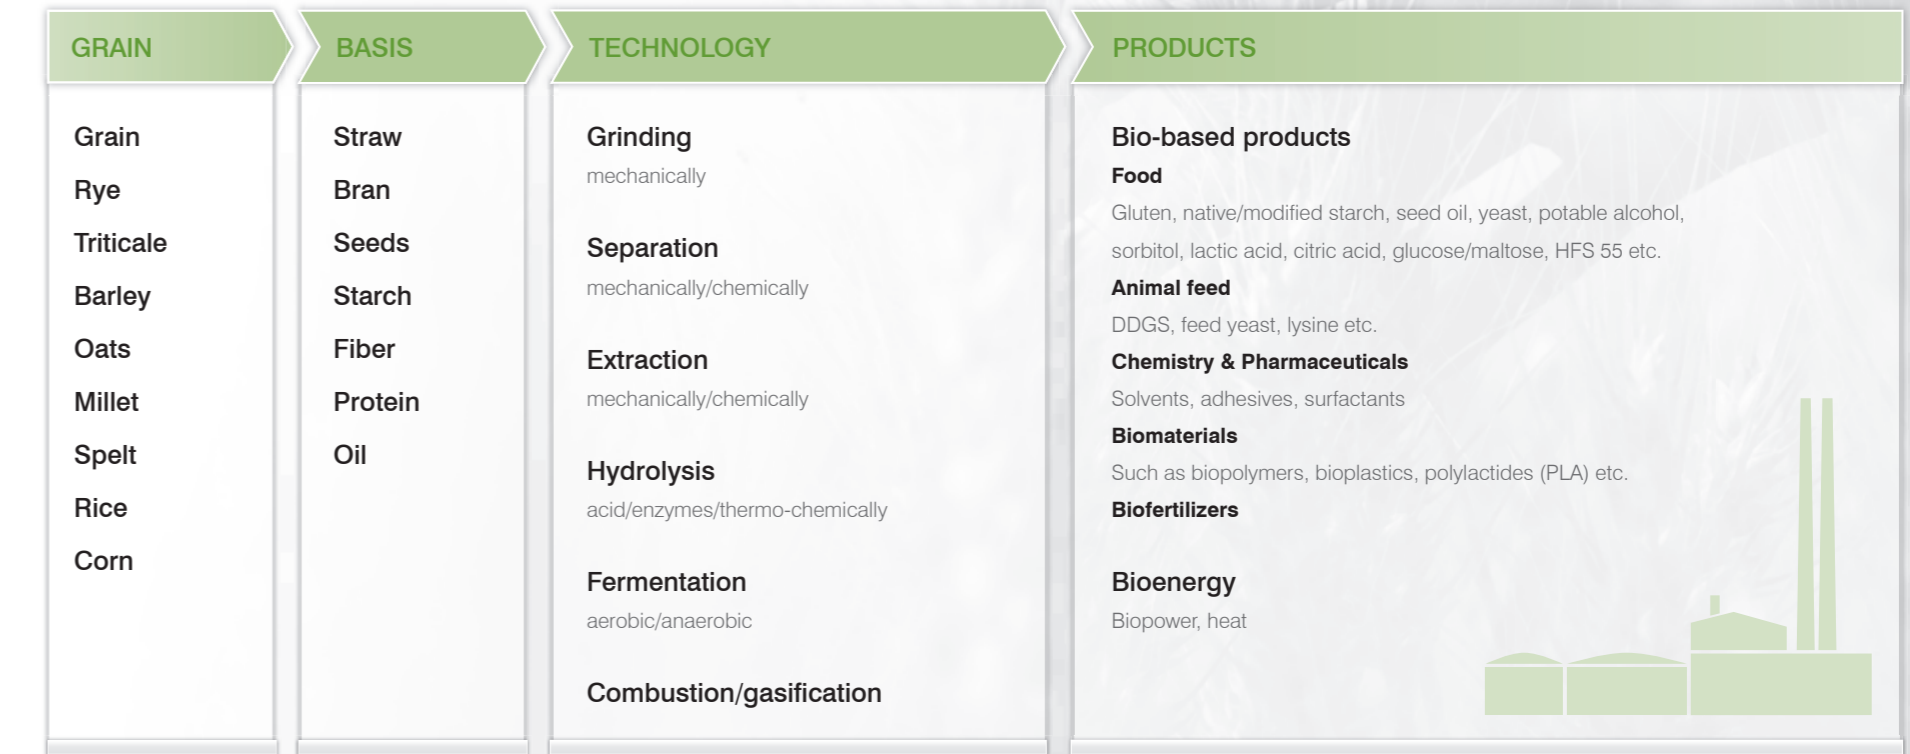 GRAIN
Grain
Rye
Triticale
Barley
Oats
Millet
Spelt
Rice
Corn
BASIS
Straw
Bran
Seeds
Starch
Fiber
Protein
Oil
TECHNOLOGY
Grinding
mechanically
Separation
mechanically/chemically
Extraction
mechanically/chemically
Hydrolysis
acid/enzymes/thermo-chemically
Fermentation
aerobic/anaerobic
Combustion/gasification
PRODUCTS
Bio-based products
Food
Gluten, native/modified starch, seed oil, yeast, potable alcohol,
sorbitol, lactic acid, citric acid, glucose/maltose, HFS 55 etc.
Animal feed
DDGS, feed yeast, lysine etc.
Chemistry & Pharmaceuticals
Solvents, adhesives, surfactants
Biomaterials
Such as biopolymers, bioplastics, polylactides (PLA) etc.
Biofertilizers
Bioenergy
Biopower, heat